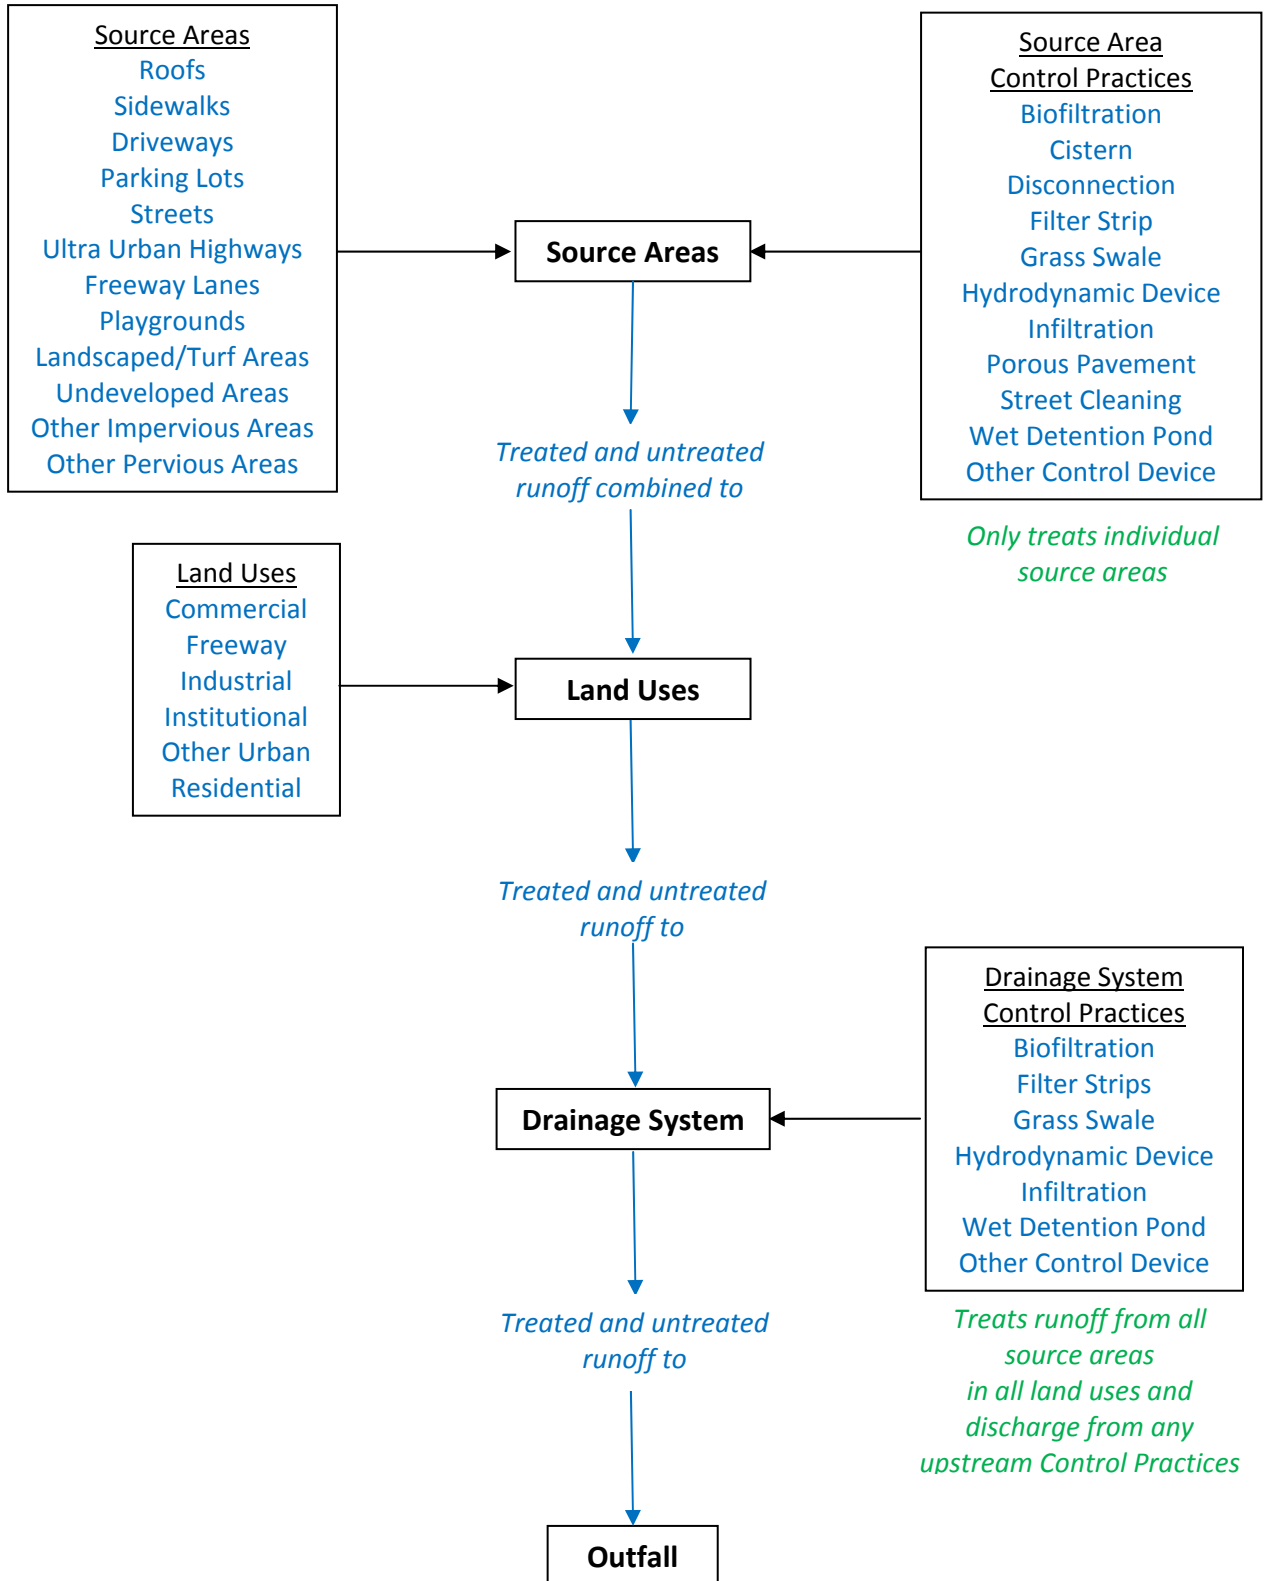 Source Areas
Roofs
Sidewalks
Driveways
Parking Lots
Streets
Ultra Urban Highways
Freeway Lanes
Playgrounds
Landscaped/Turf Areas
Undeveloped Areas
Other Impervious Areas
Other Pervious Areas
Source Areas
Source Area
Control Practices
Biofiltration
Cistern
Disconnection
Filter Strip
Grass Swale
Hydrodynamic Device
Infiltration
Porous Pavement
Street Cleaning
Wet Detention Pond
Other Control Device
Only treats individual
source areas
Treated and untreated
runoff combined to
Land Uses
Commercial
Freeway
Industrial
Institutional
Other Urban
Residential
Land Uses
Treated and untreated
runoff to
Drainage System
Drainage System
Control Practices
Biofiltration
Filter Strips
Grass Swale
Hydrodynamic Device
Infiltration
Wet Detention Pond
Other Control Device
Treats runoff from all
source areas
in all land uses and
discharge from any
upstream Control Practices
Treated and untreated
runoff to
Outfall